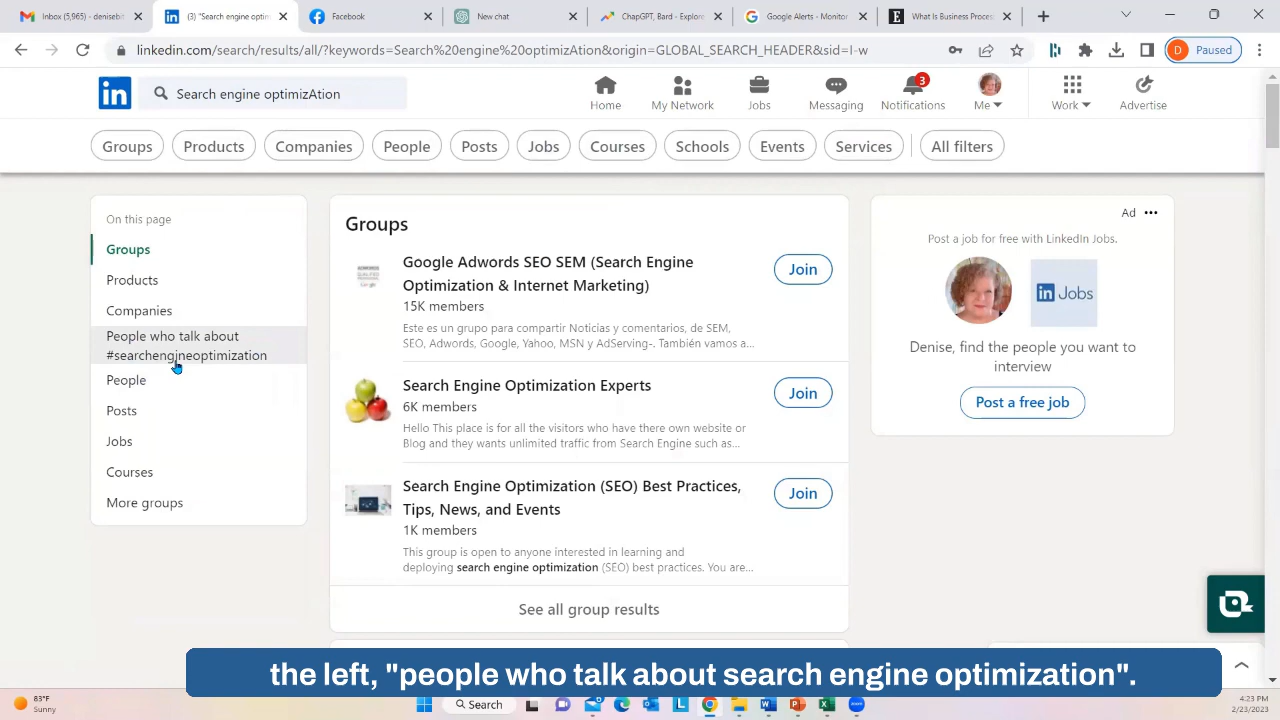 Inbox (5,965) - deniseb
(3) "Search engine optim
Facebook
New chat
ChapGPT, Bard - Explore
Google Alerts - Monitor
What Is Business Proces
linkedin.com/search/results/all/?keywords=Search%20engine%20optimizAtion&origin=GLOBAL_SEARCH_HEADER&sid=I-w
D Paused
in
Search engine optimizAtion
3
Home
My Network
Jobs
Messaging
Notifications
Me
Work
Advertise
Groups
Products
Companies
People
Posts
Jobs
Courses
Schools
Events
Services
All filters
On this page
Groups
Products
Companies
People who talk about
#searchengineoptimization
People
Posts
Jobs
Courses
More groups
Groups
Google Adwords SEO SEM (Search Engine
Optimization & Internet Marketing)
15K members
Este es un grupo para compartir Noticias y comentarios, de SEM,
SEO, Adwords, Google, Yahoo, MSN y AdServing-. También vamos a...
Join
Search Engine Optimization Experts
6K members
Hello This place is for all the visitors who have there own website or
Blog and they wants unlimited traffic from Search Engine such as...
Join
Search Engine Optimization (SEO) Best Practices,
Tips, News, and Events
1K members
This group is open to anyone interested in learning and
deploying search engine optimization (SEO) best practices. You are...
Join
See all group results
Ad
Post a job for free with LinkedIn Jobs.
in Jobs
Denise, find the people you want to
interview
Post a free job
the left, "people who talk about search engine optimization".
83°F
Sunny
Search
4:23 PM
2/23/2023